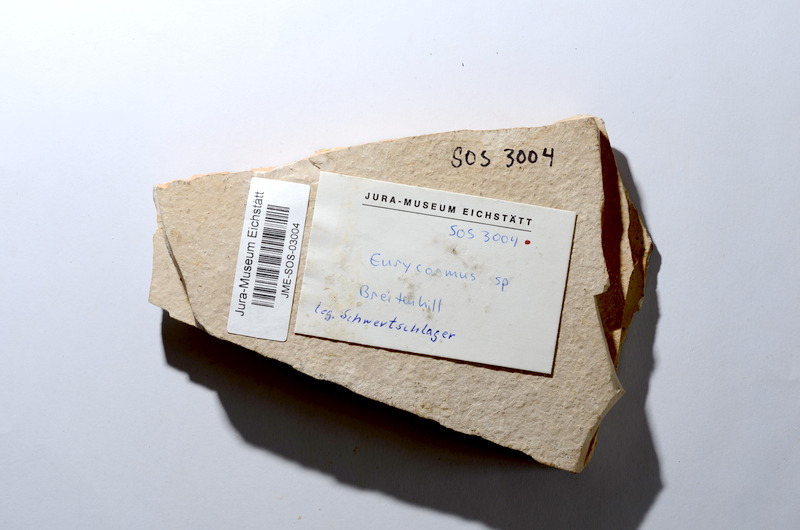 SOS 3004
JURA-MUSEUM EICHSTÄTT
SOS 3004
Eurycormus sp
Breitenhill
leg. Schwertschlager
Jura-Museum Eichstätt
JME-SOS-03004